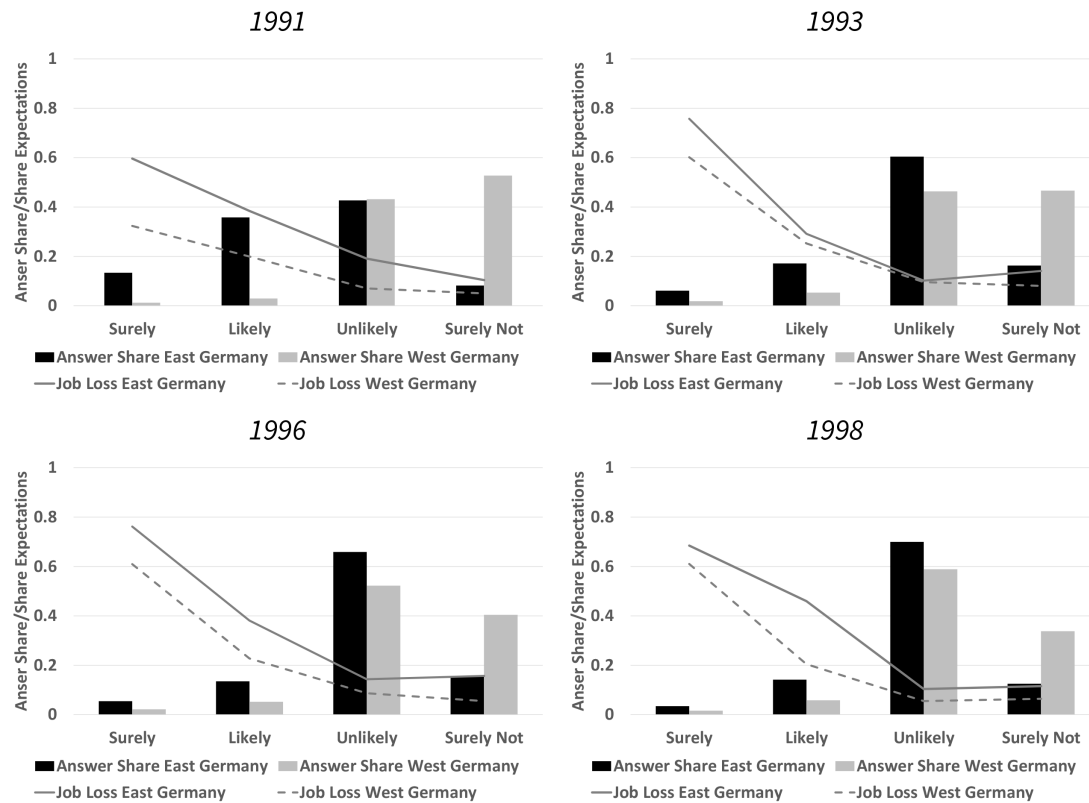 1991
Anser Share/Share Expectations
1
0.8
0.6
0.4
0.2
0
Surely Likely Unlikely Surely Not
Answer Share East Germany Answer Share West Germany
Job Loss East Germany Job Loss West Germany
1993
Anser Share/Share Expectations
1
0.8
0.6
0.4
0.2
0
Surely Likely Unlikely Surely Not
Answer Share East Germany Answer Share West Germany
Job Loss East Germany Job Loss West Germany
1996
Anser Share/Share Expectations
1
0.8
0.6
0.4
0.2
0
Surely Likely Unlikely Surely Not
Answer Share East Germany Answer Share West Germany
Job Loss East Germany Job Loss West Germany
1998
Anser Share/Share Expectations
1
0.8
0.6
0.4
0.2
0
Surely Likely Unlikely Surely Not
Answer Share East Germany Answer Share West Germany
Job Loss East Germany Job Loss West Germany